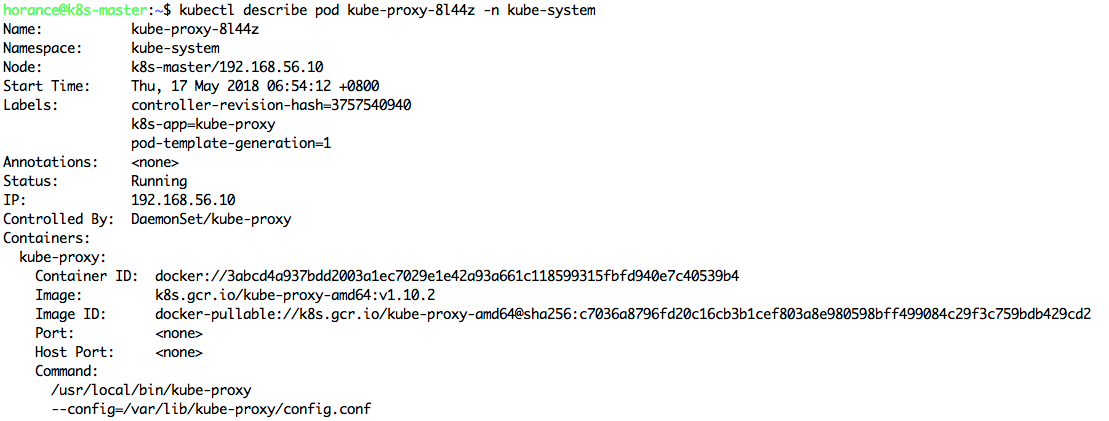 horance@k8s-master:~$ kubectl describe pod kube-proxy-8l44z -n kube-system
Name:           kube-proxy-8l44z
Namespace:      kube-system
Node:           k8s-master/192.168.56.10
Start Time:     Thu, 17 May 2018 06:54:12 +0800
Labels:         controller-revision-hash=3757540940
                k8s-app=kube-proxy
                pod-template-generation=1
Annotations:    <none>
Status:         Running
IP:             192.168.56.10
Controlled By:  DaemonSet/kube-proxy
Containers:
  kube-proxy:
    Container ID:  docker://3abcd4a937bdd2003a1ec7029e1e42a93a661c118599315fbfd940e7c40539b4
    Image:         k8s.gcr.io/kube-proxy-amd64:v1.10.2
    Image ID:      docker-pullable://k8s.gcr.io/kube-proxy-amd64@sha256:c7036a8796fd20c16cb3b1cef803a8e980598bff499084c29f3c759bdb429cd2
    Port:          <none>
    Host Port:     <none>
    Command:
      /usr/local/bin/kube-proxy
      --config=/var/lib/kube-proxy/config.conf